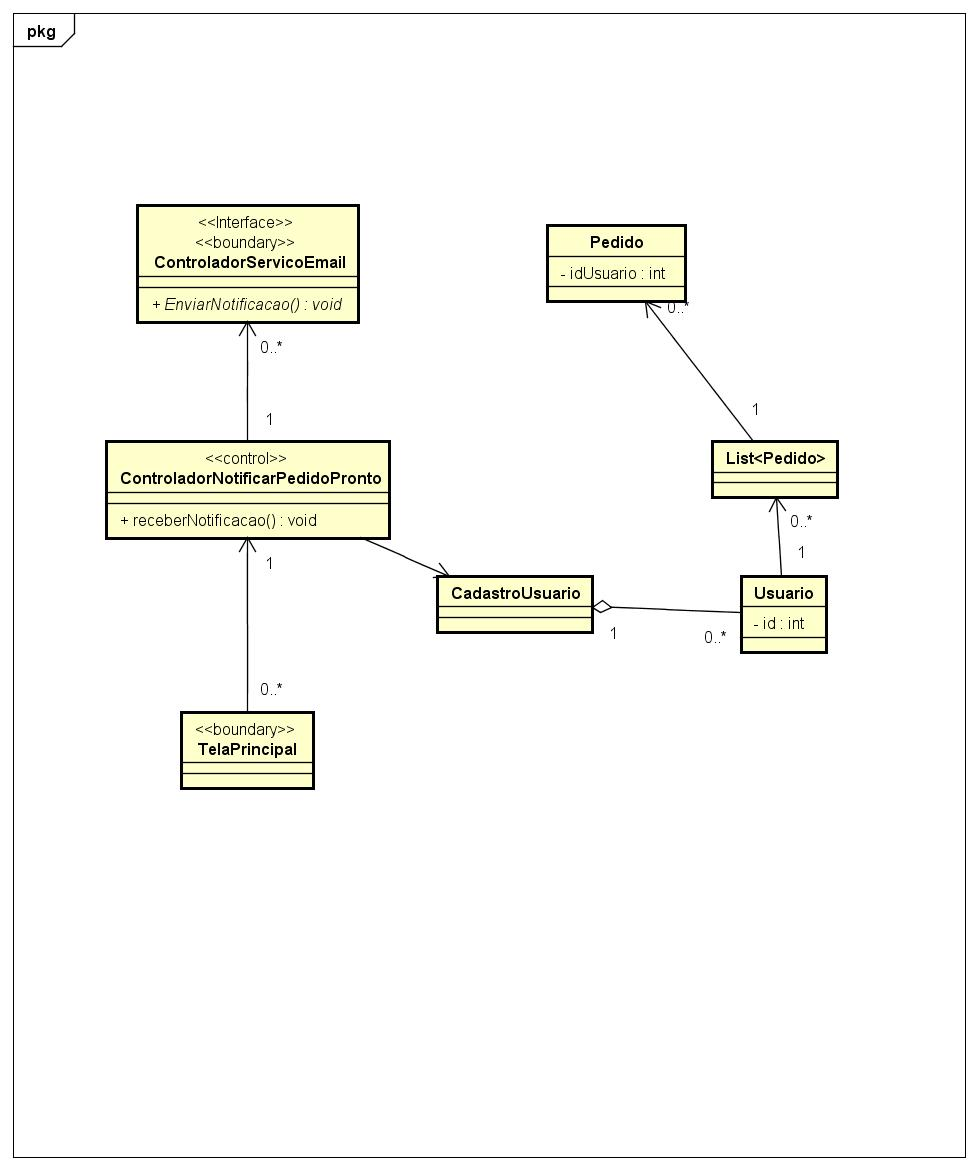 pkg
<<Interface>>
<<boundary>>
ControladorServicoEmail
+ EnviarNotificacao() : void
0..*
1
<<control>>
ControladorNotificarPedidoPronto
+ receberNotificacao() : void
1
0..*
<<boundary>>
TelaPrincipal
Pedido
- idUsuario : int
0..*
1
List<Pedido>
0..*
1
CadastroUsuario
1
0..*
Usuario
- id : int